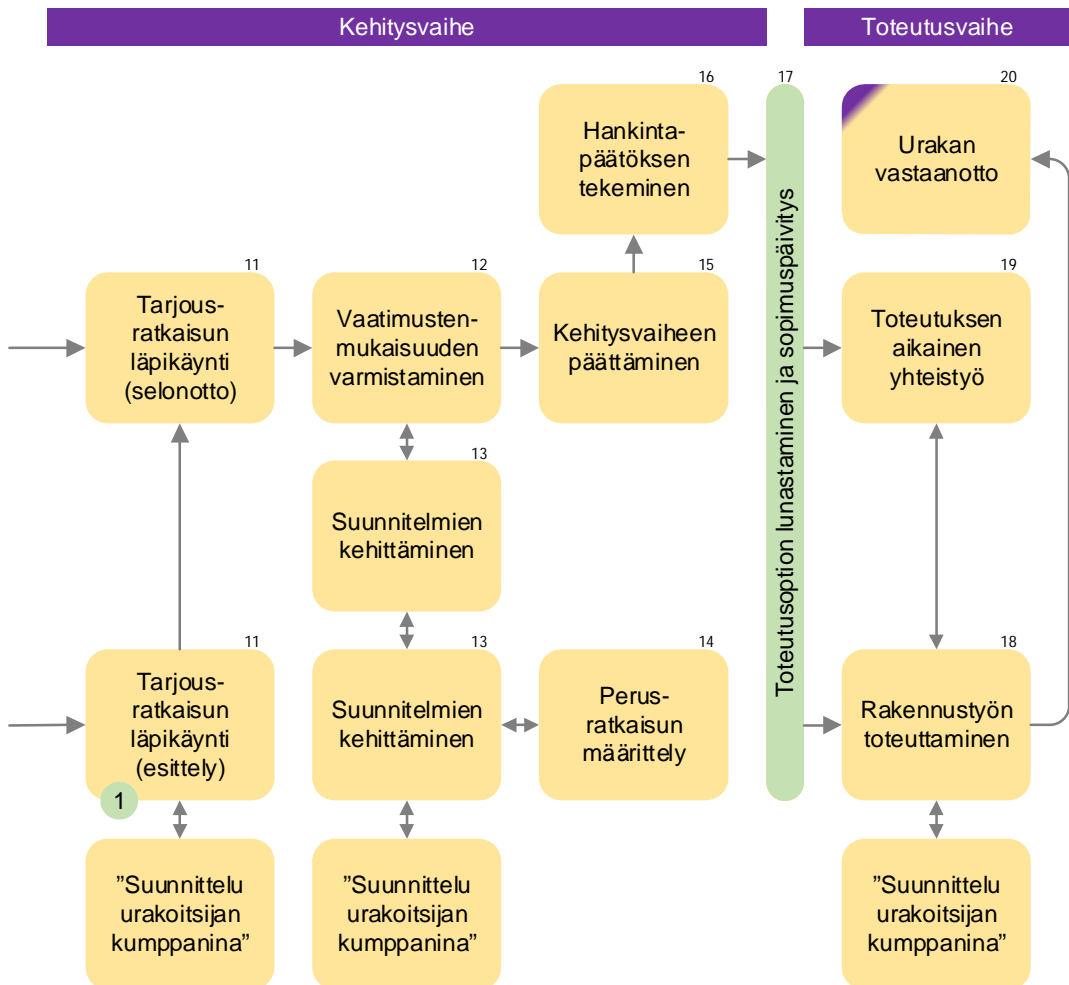 Kehitysvaihe
Toteutusvaihe
16
Hankinta-
päätöksen
tekeminen
17
Toteutusoption lunastaminen ja sopimuspäivitys
20
Urakan
vastaanotto
11
Tarjous-
ratkaisun
läpikäynti
(selonotto)
12
Vaatimusten-
mukaisuuden
varmistaminen
15
Kehitysvaiheen
päättäminen
19
Toteutuksen
aikainen
yhteistyö
13
Suunnitelmien
kehittäminen
11
Tarjous-
ratkaisun
läpikäynti
(esittely)
1
13
Suunnitelmien
kehittäminen
14
Perus-
ratkaisun
määrittely
18
Rakennustyön
toteuttaminen
”Suunnittelu
urakoitsijan
kumppanina”
”Suunnittelu
urakoitsijan
kumppanina”
”Suunnittelu
urakoitsijan
kumppanina”